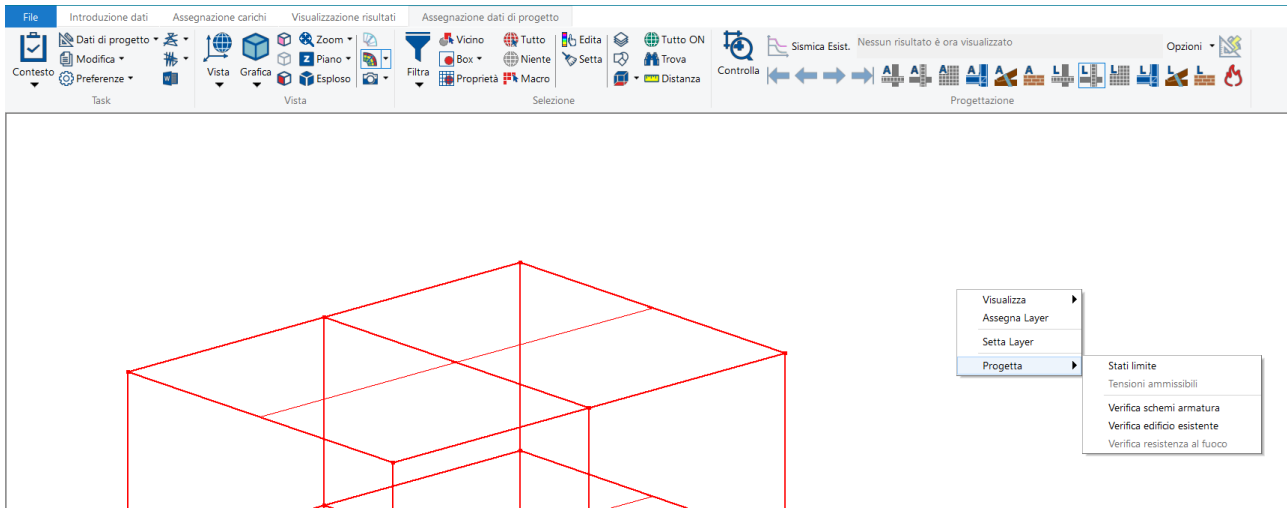 File Introduzione dati Assegnazione carichi Visualizzazione risultati Assegnazione dati di progetto
Dati di progetto Zoom Vicino Tutto Edita Tutto ON
Modifica Z Piano Box Niente Setta Trova
Contesto Preferenze Vista Grafica Esploso Filtra Proprietà Macro Distanza
Controlla Sismica Esist. Nessun risultato è ora visualizzato Opzioni
A A A A A A L L L L L L
Task Vista Selezione Progettazione
Visualizza
Assegna Layer
Setta Layer
Progetta Stati limite
Tensioni ammissibili
Verifica schemi armatura
Verifica edificio esistente
Verifica resistenza al fuoco